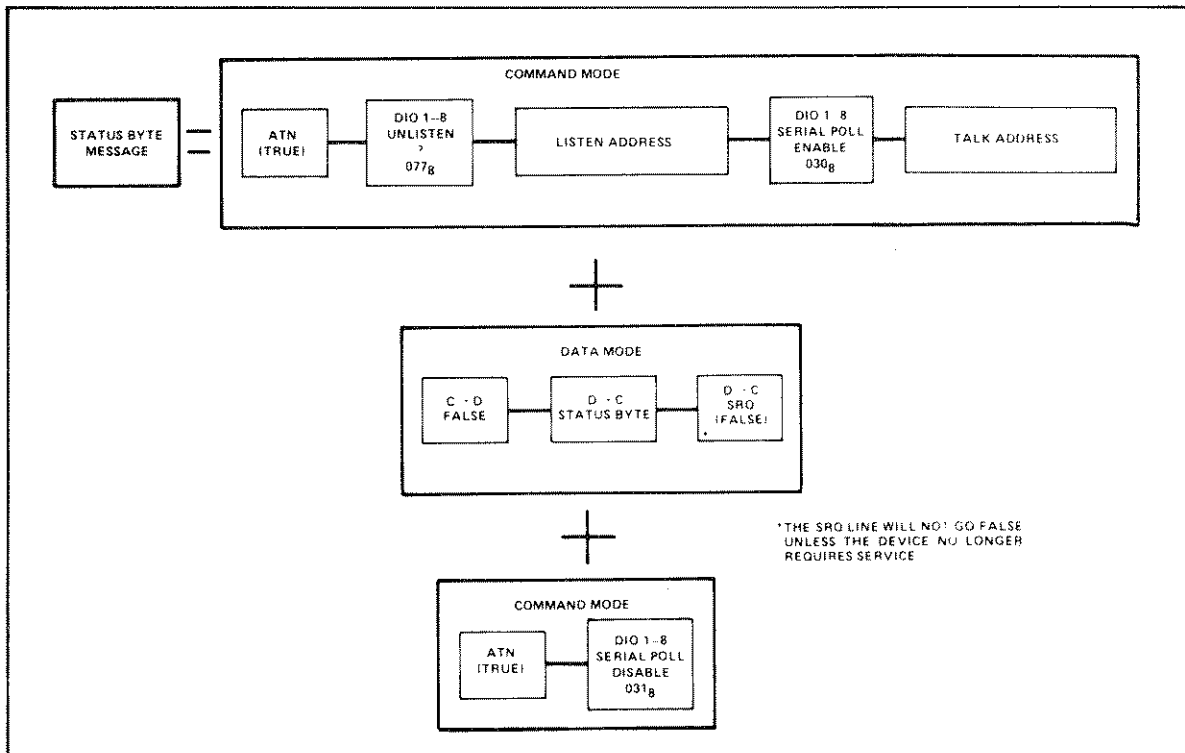 COMMAND MODE
STATUS BYTE
MESSAGE
=
ATN
(TRUE)
DIO 1–8
UNLISTEN
?
077₈
LISTEN ADDRESS
DIO 1–8
SERIAL POLL
ENABLE
030₈
TALK ADDRESS
+
DATA MODE
C - D
FALSE
D - C
STATUS BYTE
D - C
SRQ
(FALSE)
*
+
*THE SRQ LINE WILL NOT GO FALSE
UNLESS THE DEVICE NO LONGER
REQUIRES SERVICE
COMMAND MODE
ATN
(TRUE)
DIO 1–8
SERIAL POLL
DISABLE
031₈